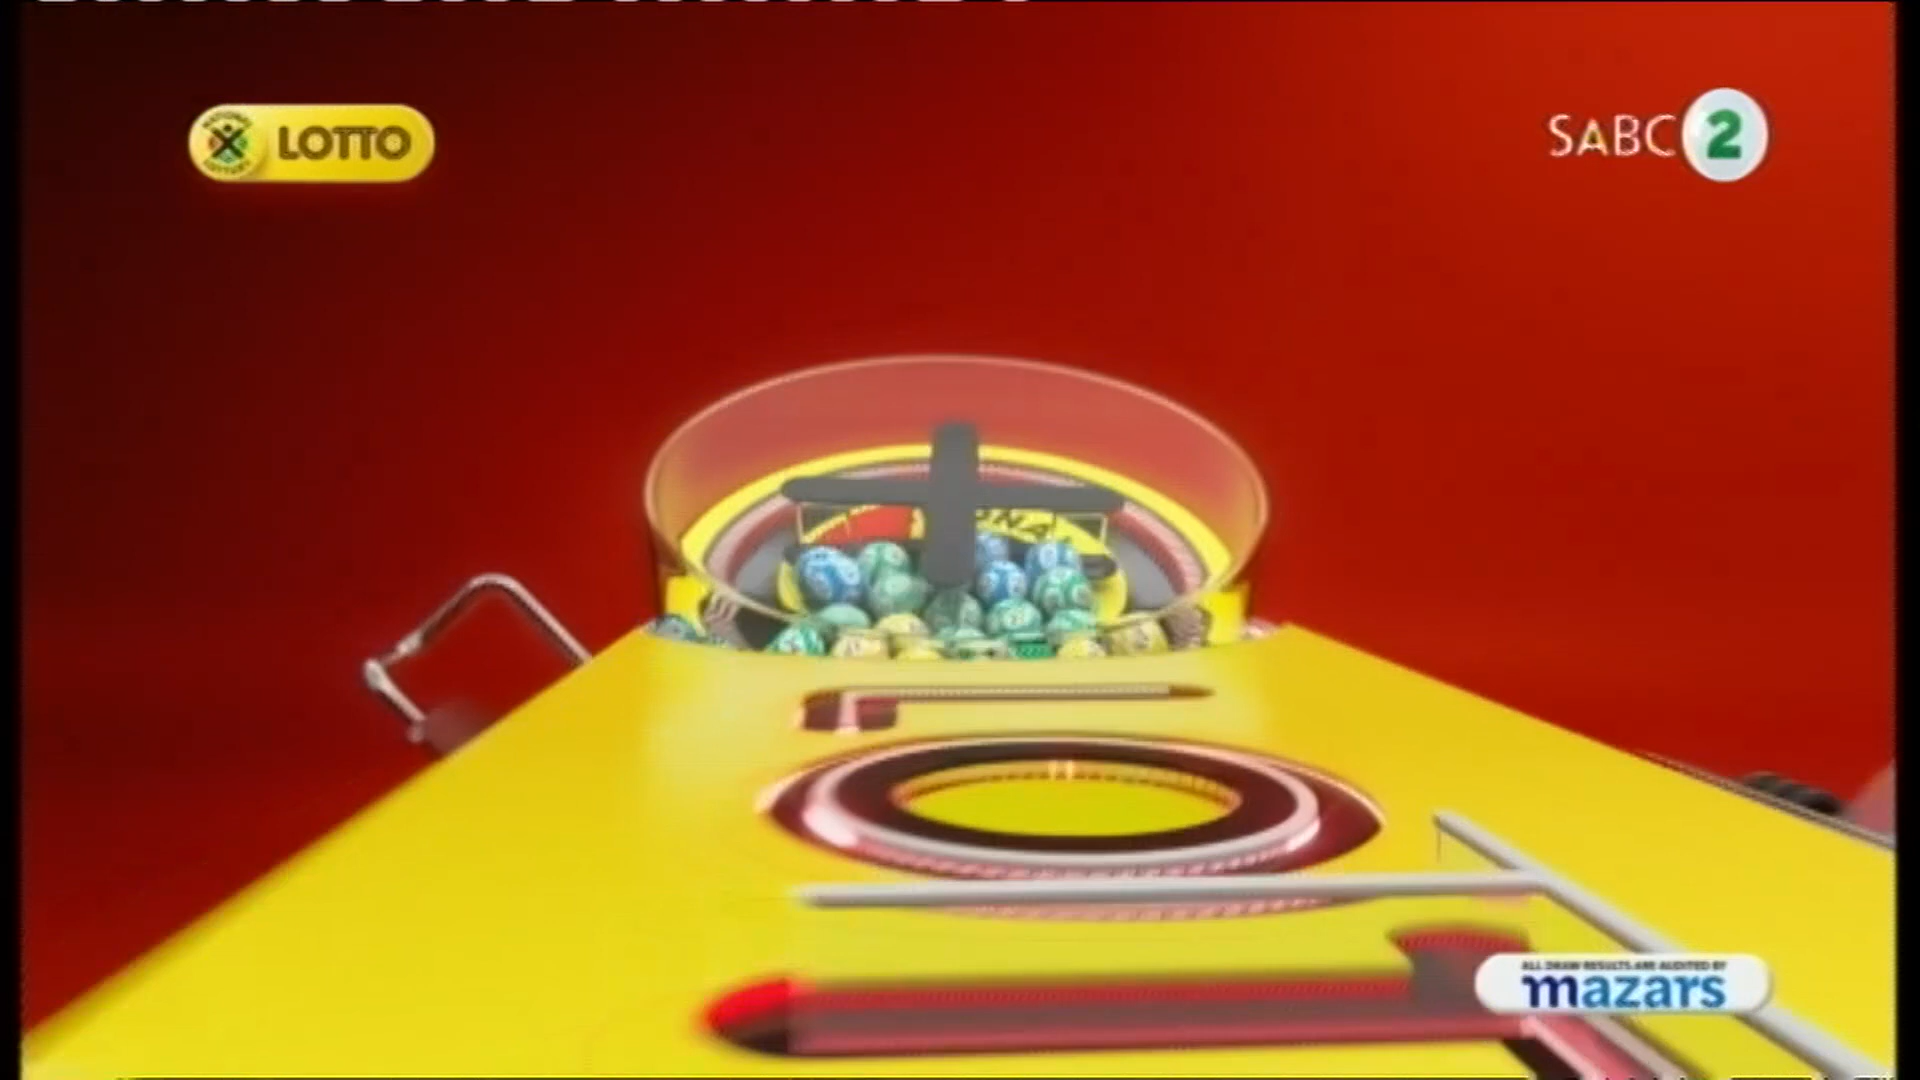 LOTTO
SABC 2
ALL DRAW RESULTS ARE AUDITED BY
mazars